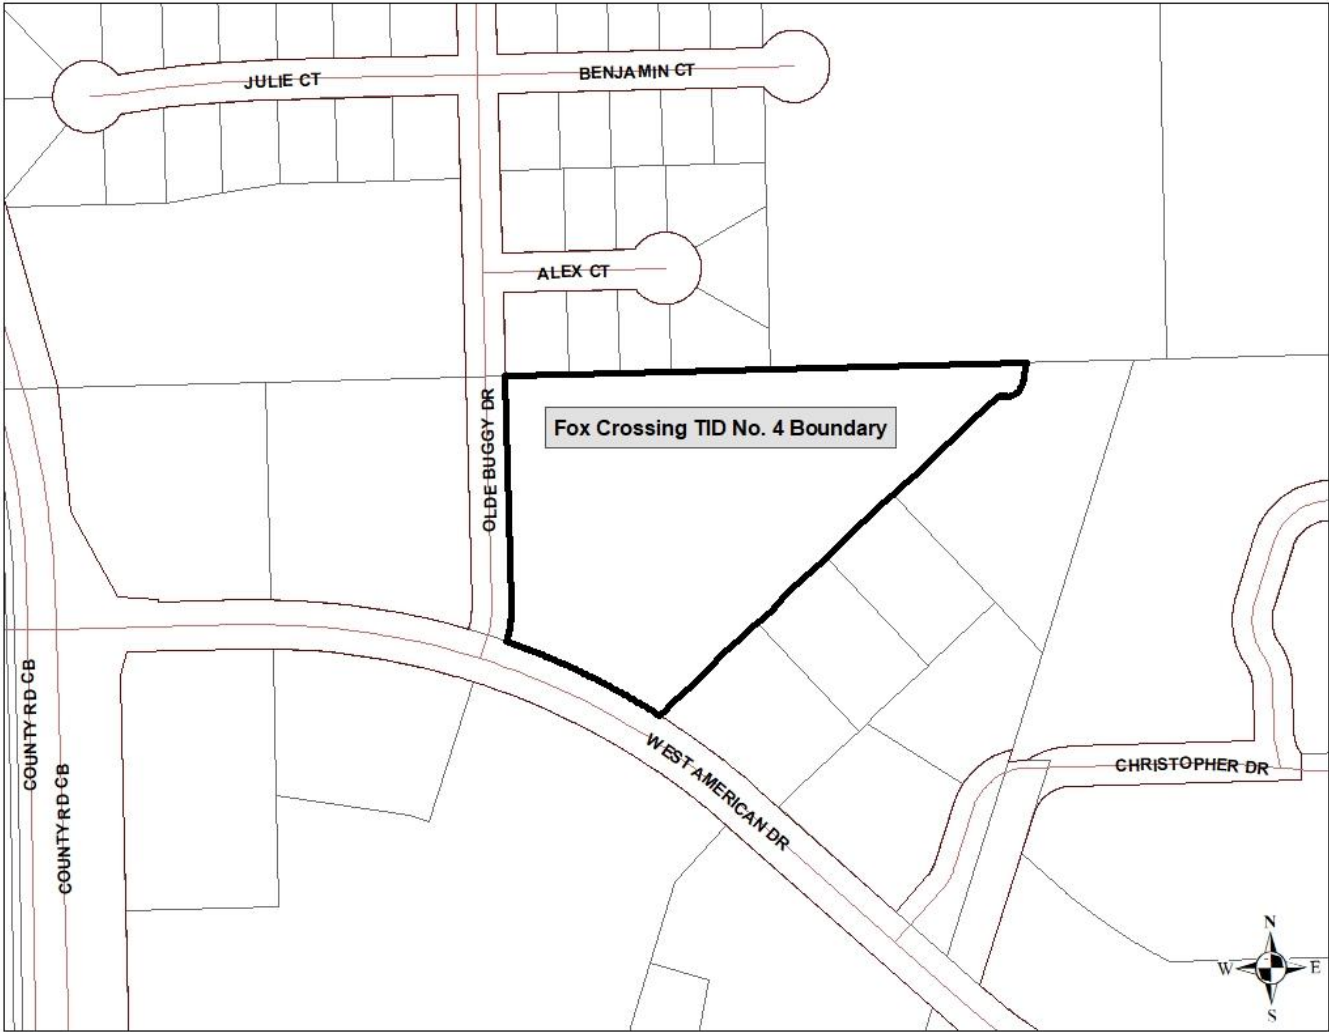 JULIE CT
BENJAMIN CT
ALEX CT
OLDE BUGGY DR
Fox Crossing TID No. 4 Boundary
COUNTY RD CB
COUNTY RD CB
WEST AMERICAN DR
CHRISTOPHER DR
N
W E
S